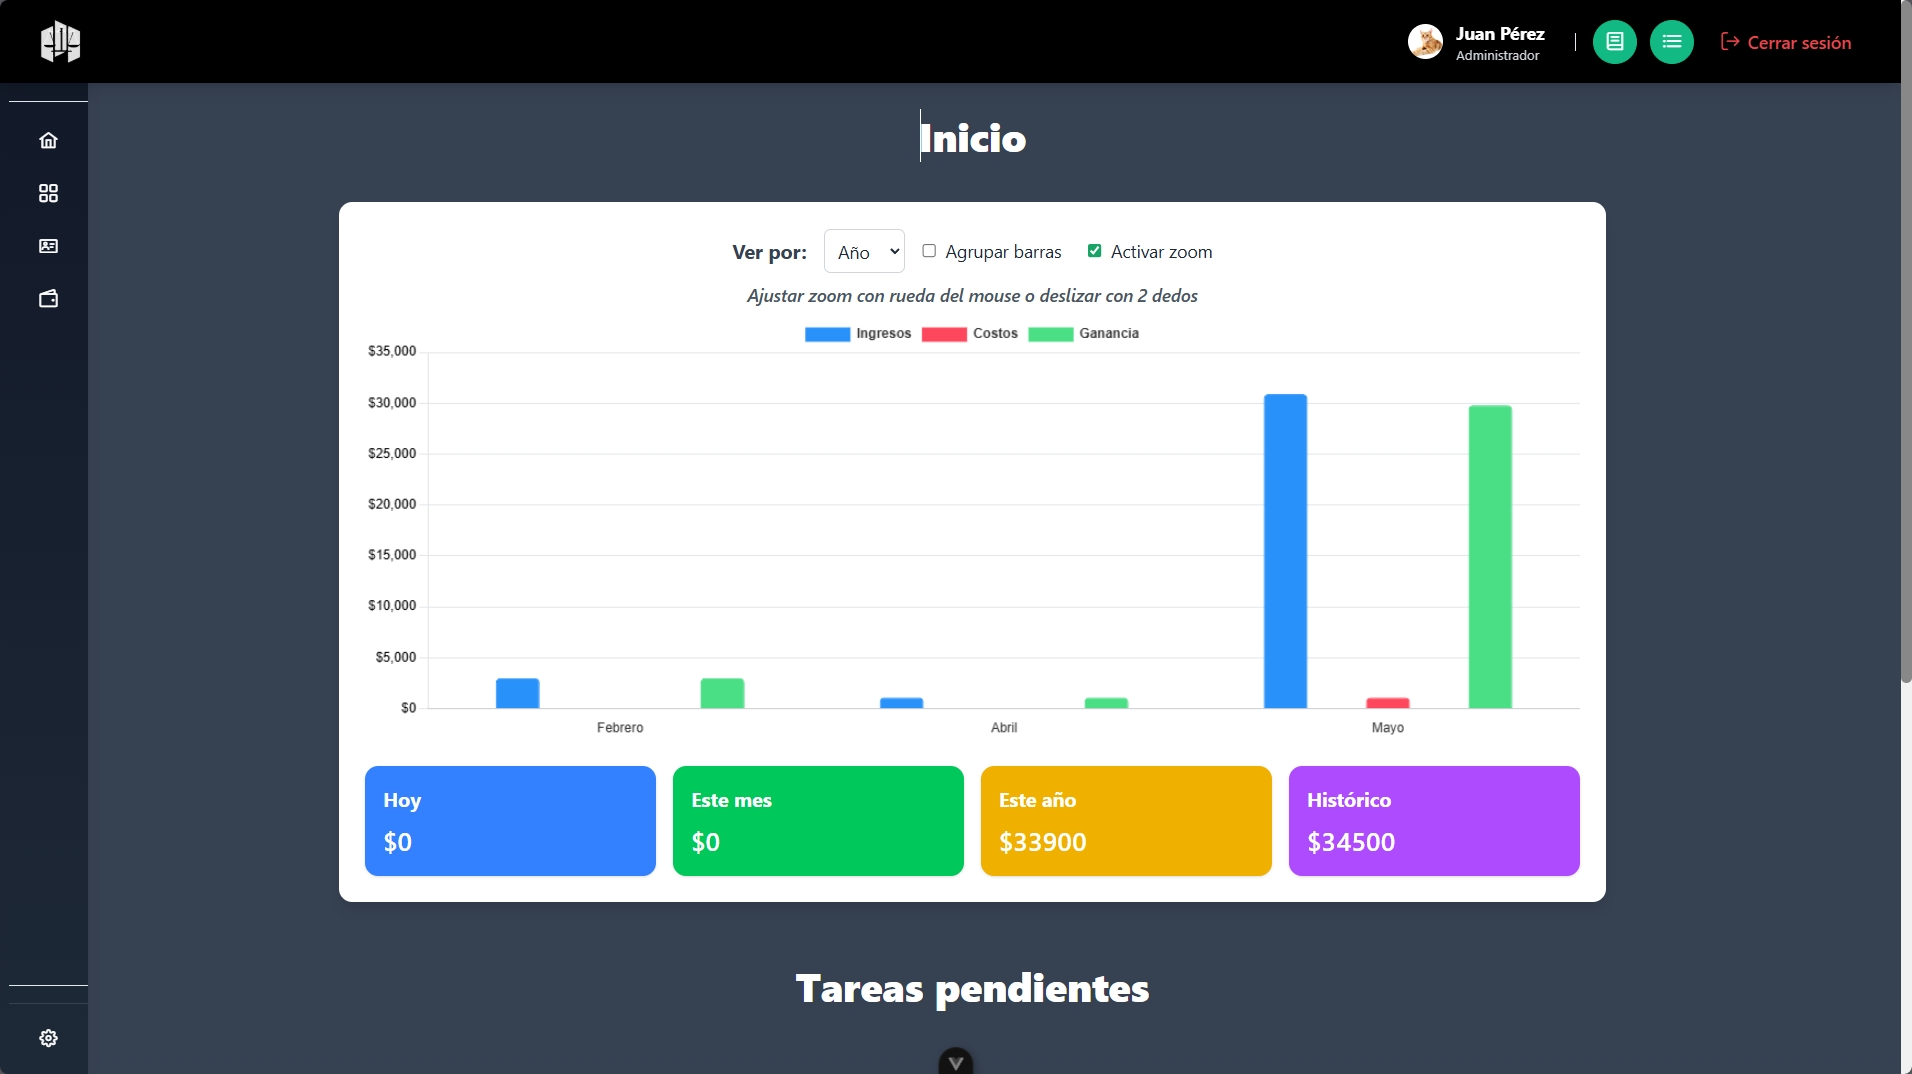 Juan Pérez
Administrador
Cerrar sesión
Inicio
Ver por: Año Agrupar barras Activar zoom
Ajustar zoom con rueda del mouse o deslizar con 2 dedos
Ingresos Costos Ganancia
$35,000
$30,000
$25,000
$20,000
$15,000
$10,000
$5,000
$0
Febrero Abril Mayo
Hoy
$0
Este mes
$0
Este año
$33900
Histórico
$34500
Tareas pendientes